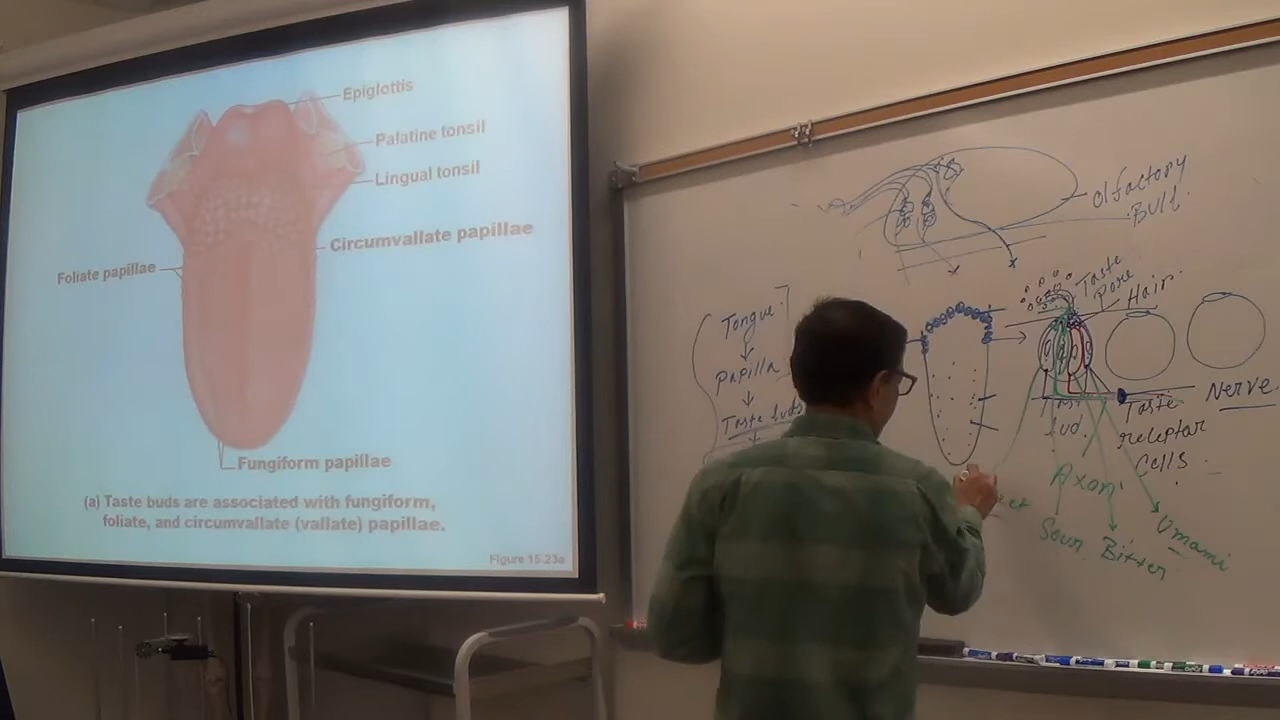 Epiglottis
Palatine tonsil
Lingual tonsil
Circumvallate papillae
Foliate papillae
Fungiform papillae
(a) Taste buds are associated with fungiform,
foliate, and circumvallate (vallate) papillae.
Figure 15.23a
Olfactory
Bulb
Tongue
Papilla
Taste buds
Taste
Pore
Hair
Nerve
Taste
receptor
Cells
bud
Axon
Sour
Bitter
Umami